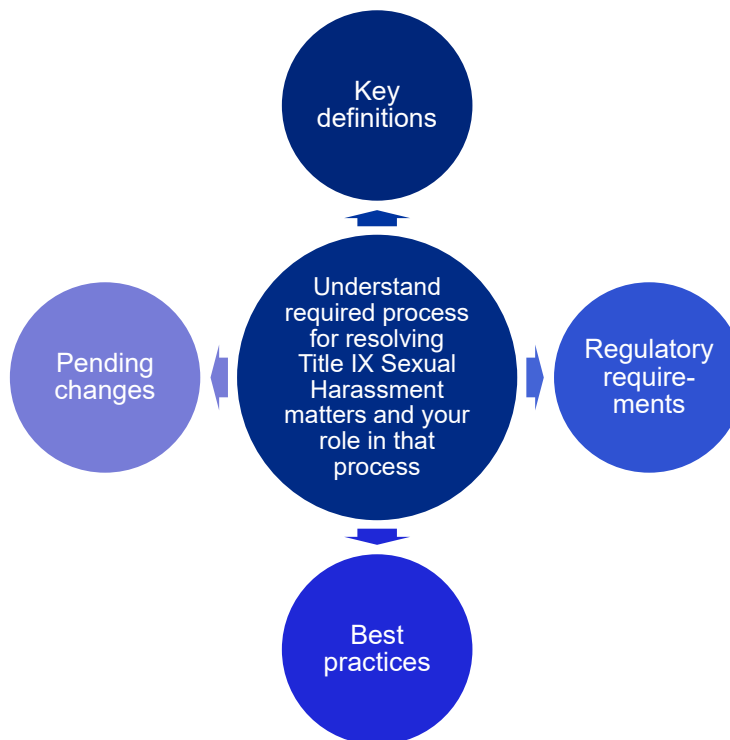 Key
definitions
Understand
required process
for resolving
Title IX Sexual
Harassment
matters and your
role in that
process
Pending
changes
Regulatory
require-
ments
Best
practices